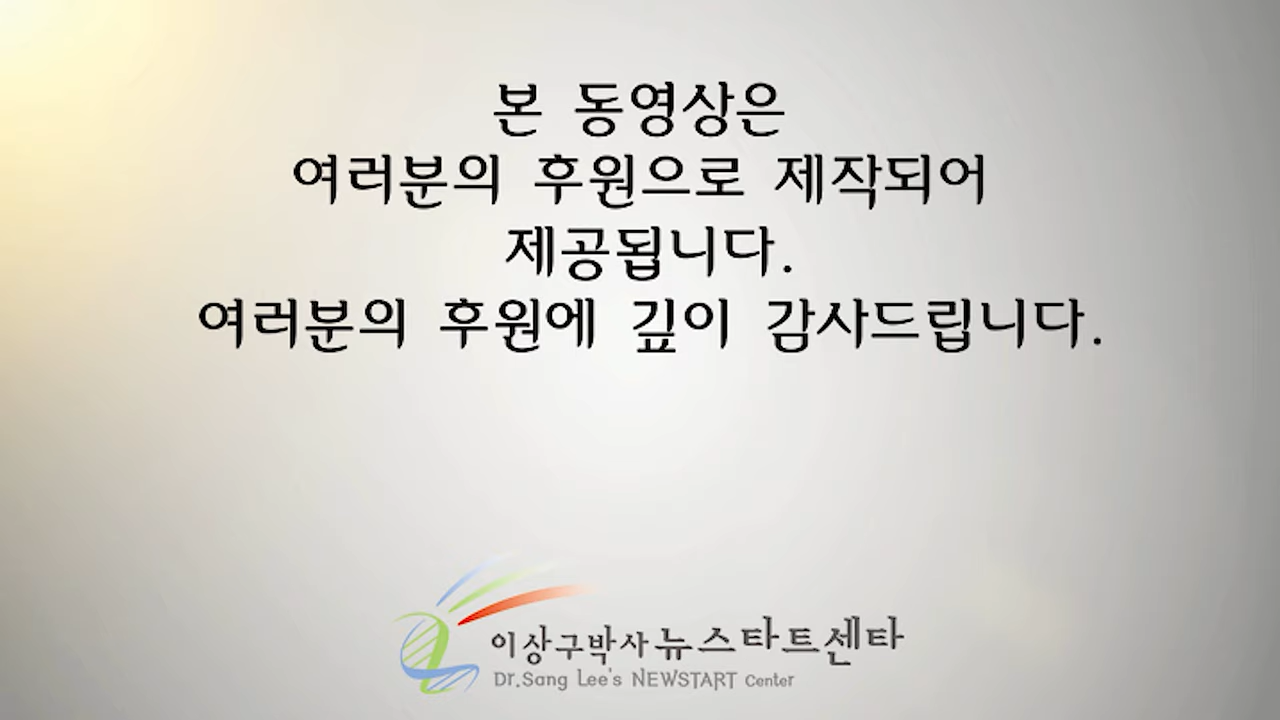 본 동영상은
여러분의 후원으로 제작되어
제공됩니다.
여러분의 후원에 깊이 감사드립니다.
이상구박사 뉴스타트센타
Dr.Sang Lee's NEWSTART Center